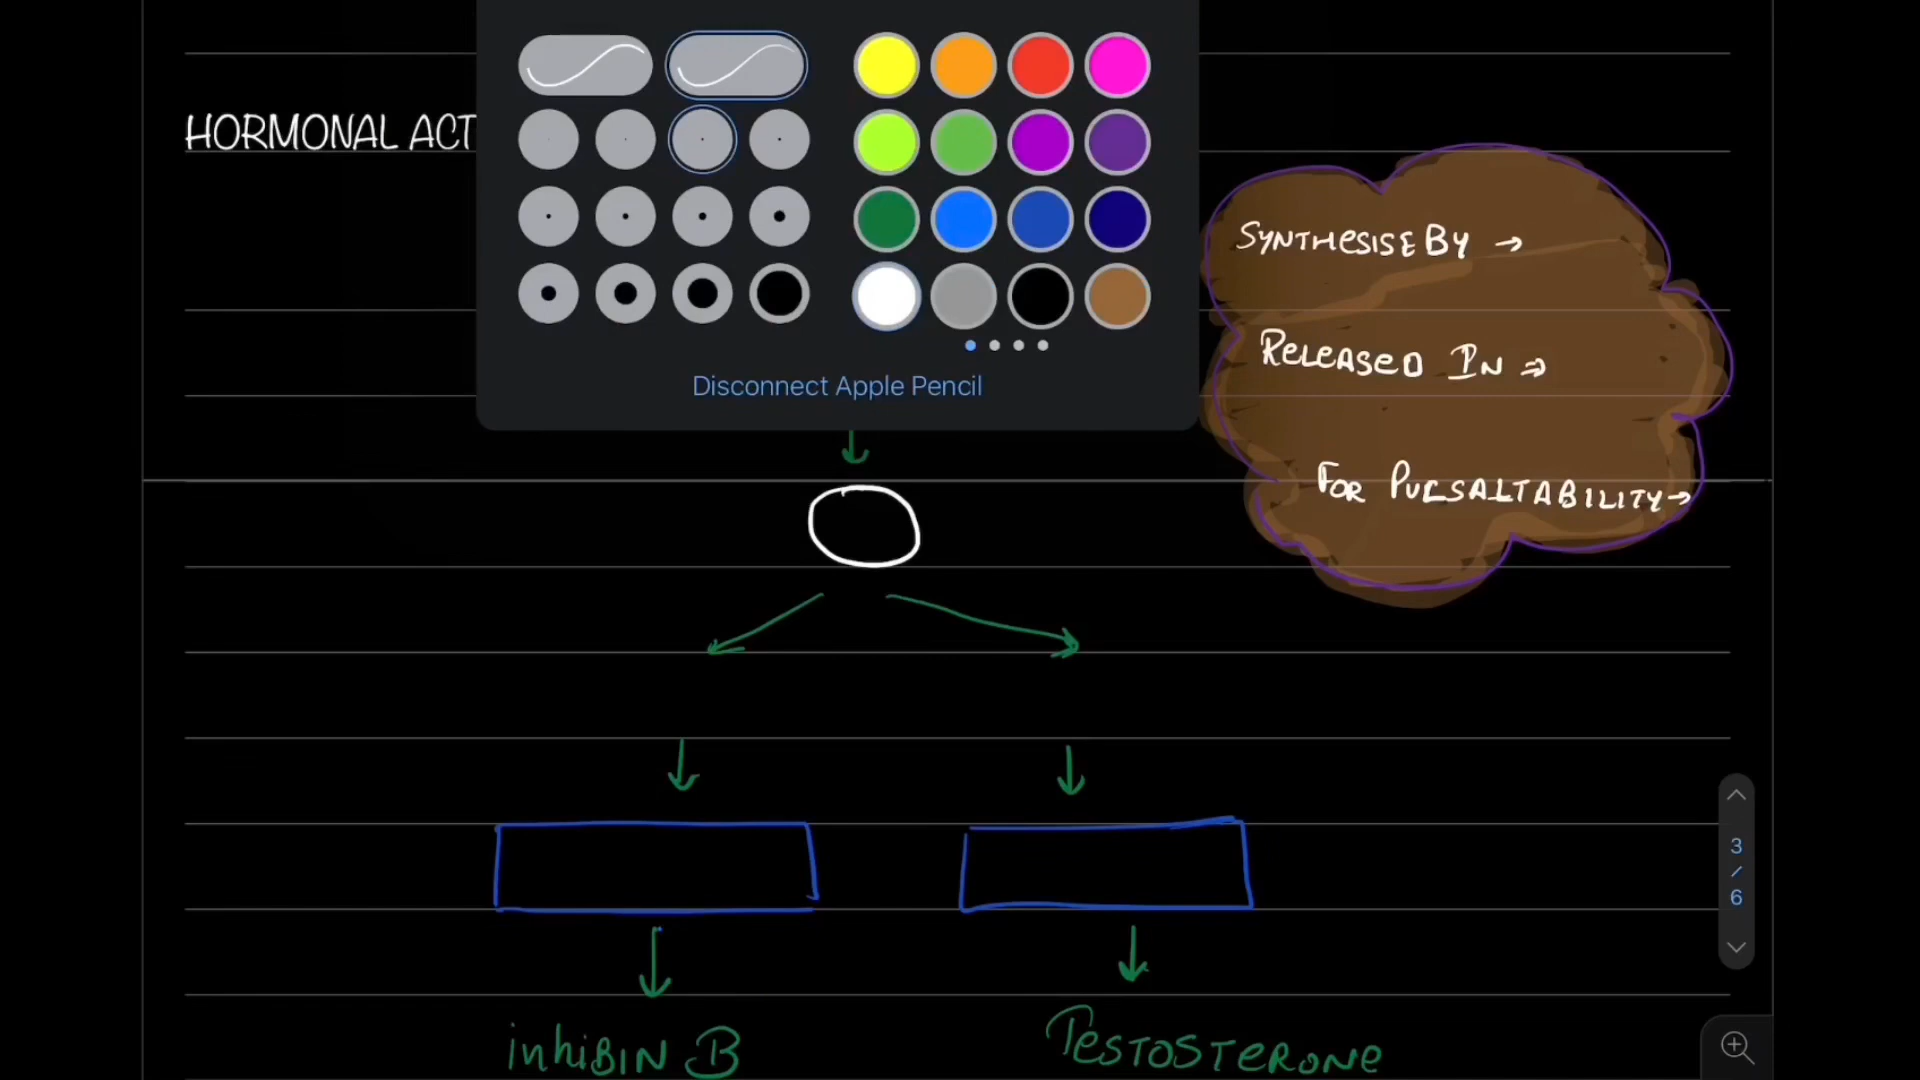 HORMONAL ACT
Disconnect Apple Pencil
SYNTHESISE BY →
RELEASED IN ⇒
FOR PULSALTABILITY →
3
/
6
inhiBIN B
TESTOSTERONE